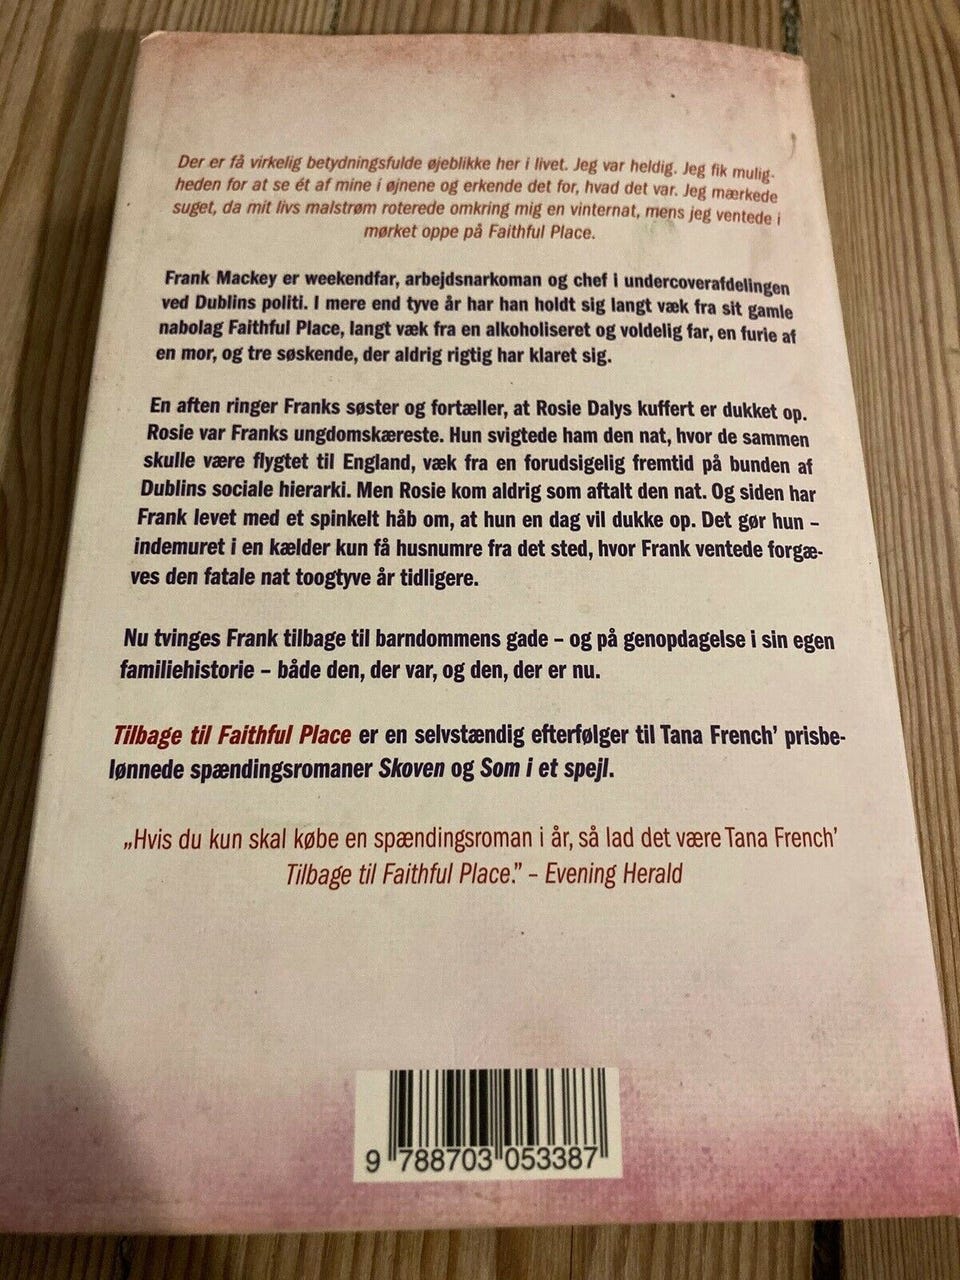 Der er få virkelig betydningsfulde øjeblikke her i livet. Jeg var heldig. Jeg fik mulig-
heden for at se ét af mine i øjnene og erkende det for, hvad det var. Jeg mærkede
suget, da mit livs malstrøm roterede omkring mig en vinternat, mens jeg ventede i
mørket oppe på Faithful Place.
Frank Mackey er weekendfar, arbejdsnarkoman og chef i undercoverafdelingen
ved Dublins politi. I mere end tyve år har han holdt sig langt væk fra sit gamle
nabolag Faithful Place, langt væk fra en alkoholiseret og voldelig far, en furie af
en mor, og tre søskende, der aldrig rigtig har klaret sig.
En aften ringer Franks søster og fortæller, at Rosie Dalys kuffert er dukket op.
Rosie var Franks ungdomskæreste. Hun svigtede ham den nat, hvor de sammen
skulle være flygtet til England, væk fra en forudsigelig fremtid på bunden af
Dublins sociale hierarki. Men Rosie kom aldrig som aftalt den nat. Og siden har
Frank levet med et spinkelt håb om, at hun en dag vil dukke op. Det gør hun –
indemuret i en kælder kun få husnumre fra det sted, hvor Frank ventede forgæ-
ves den fatale nat toogtyve år tidligere.
Nu tvinges Frank tilbage til barndommens gade – og på genopdagelse i sin egen
familiehistorie – både den, der var, og den, der er nu.
Tilbage til Faithful Place er en selvstændig efterfølger til Tana French' prisbe-
lønnede spændingsromaner Skoven og Som i et spejl.
„Hvis du kun skal købe en spændingsroman i år, så lad det være Tana French'
Tilbage til Faithful Place." – Evening Herald
9 788703 053387